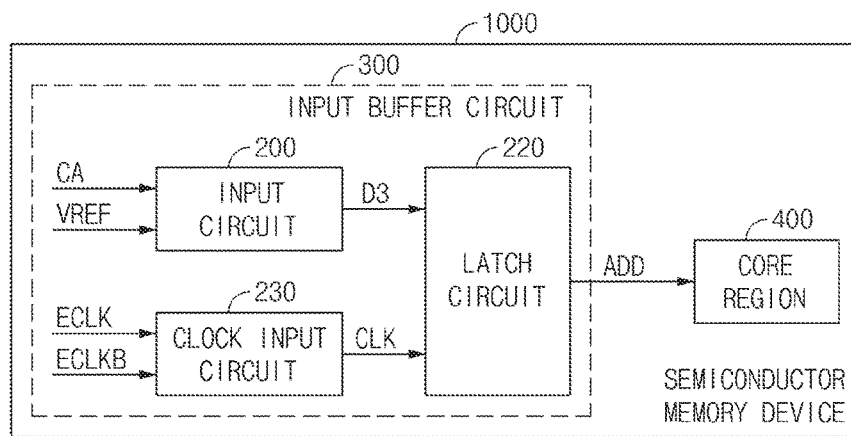 1000
300
INPUT BUFFER CIRCUIT
200
220
CA
INPUT
CIRCUIT
D3
VREF
400
LATCH
CIRCUIT
ADD
CORE
REGION
230
ECLK
CLOCK INPUT
CIRCUIT
CLK
ECLKB
SEMICONDUCTOR
MEMORY DEVICE